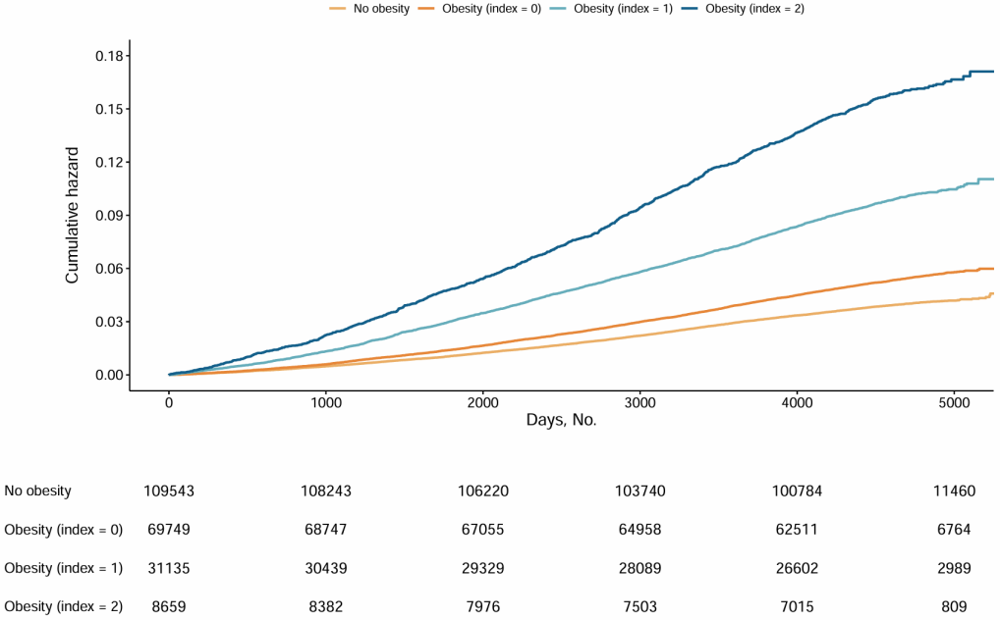 No obesity Obesity (index = 0) Obesity (index = 1) Obesity (index = 2)
0.18
0.15
0.12
0.09
0.06
0.03
0.00
Cumulative hazard
0 1000 2000 3000 4000 5000
Days, No.
No obesity 109543 108243 106220 103740 100784 11460
Obesity (index = 0) 69749 68747 67055 64958 62511 6764
Obesity (index = 1) 31135 30439 29329 28089 26602 2989
Obesity (index = 2) 8659 8382 7976 7503 7015 809